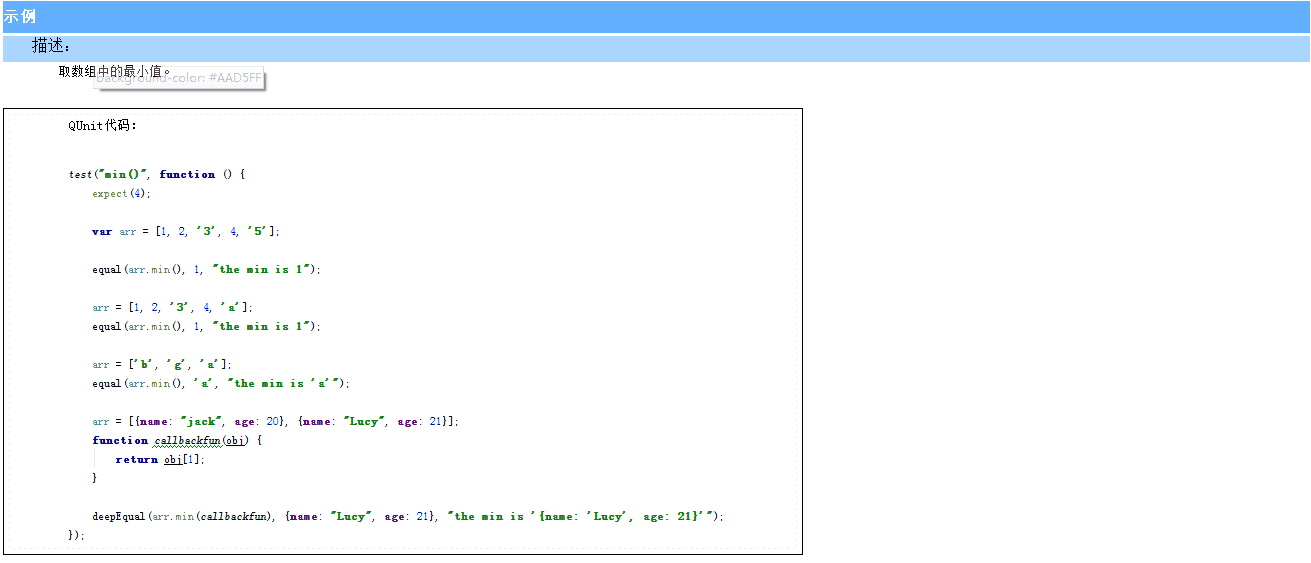 示例
描述：
取数组中的最小值。
background-color: #AAD5FF
QUnit代码：
test("min()", function () {
expect(4);
var arr = [1, 2, '3', 4, '5'];
equal(arr.min(), 1, "the min is 1");
arr = [1, 2, '3', 4, 'a'];
equal(arr.min(), 1, "the min is 1");
arr = ['b', 'g', 'a'];
equal(arr.min(), 'a', "the min is 'a'");
arr = [{name: "jack", age: 20}, {name: "Lucy", age: 21}];
function callbackfun(obj) {
return obj[1];
}
deepEqual(arr.min(callbackfun), {name: "Lucy", age: 21}, "the min is '{name: 'Lucy', age: 21}'");
});